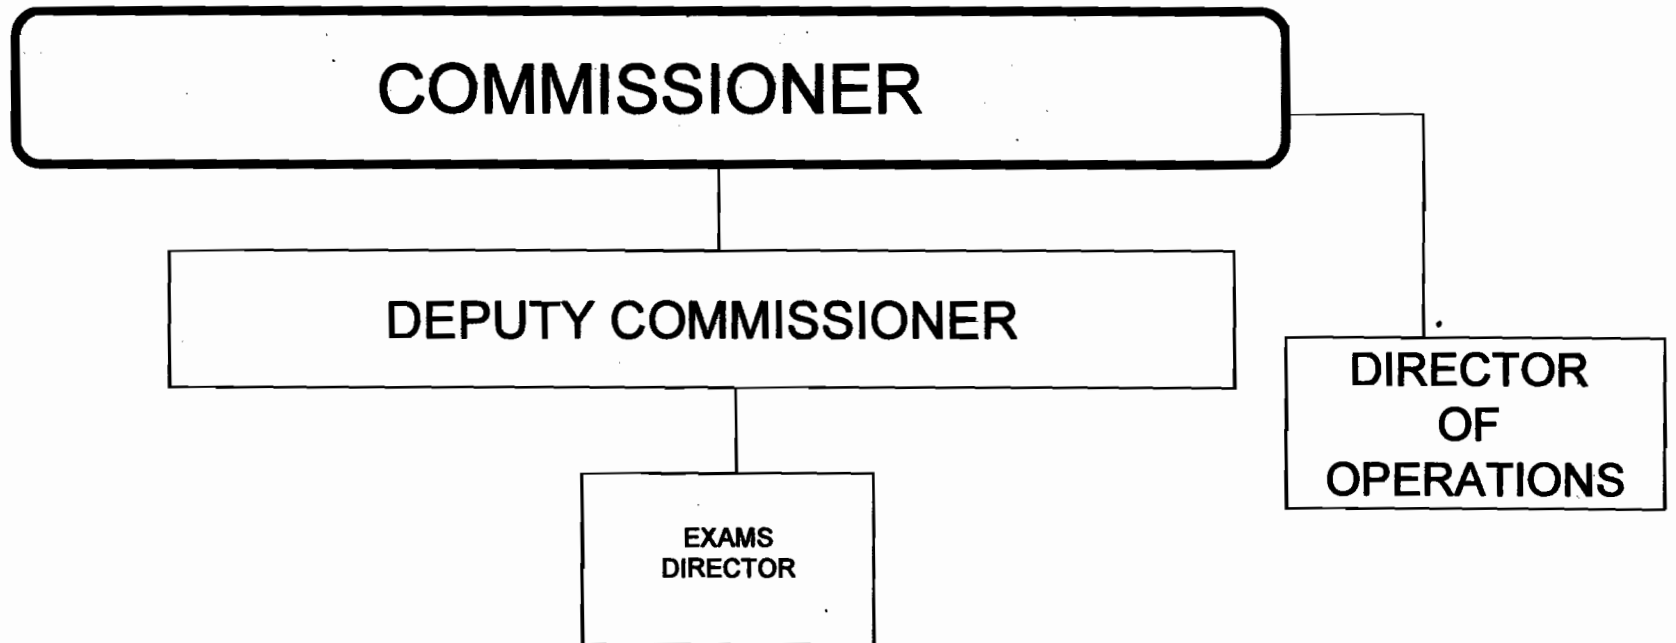 COMMISSIONER
DEPUTY COMMISSIONER
DIRECTOR
OF
OPERATIONS
EXAMS
DIRECTOR